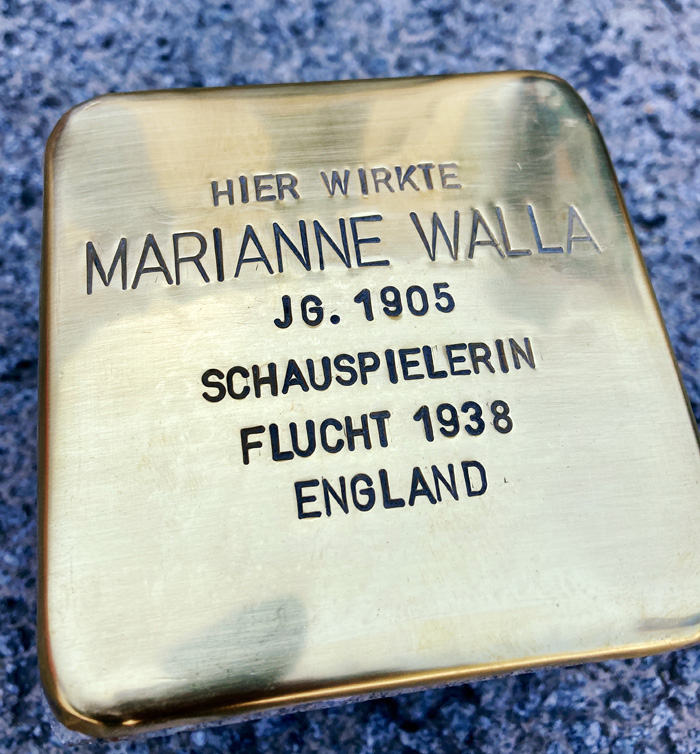 HIER WIRKTE
MARIANNE WALLA
JG. 1905
SCHAUSPIELERIN
FLUCHT 1938
ENGLAND